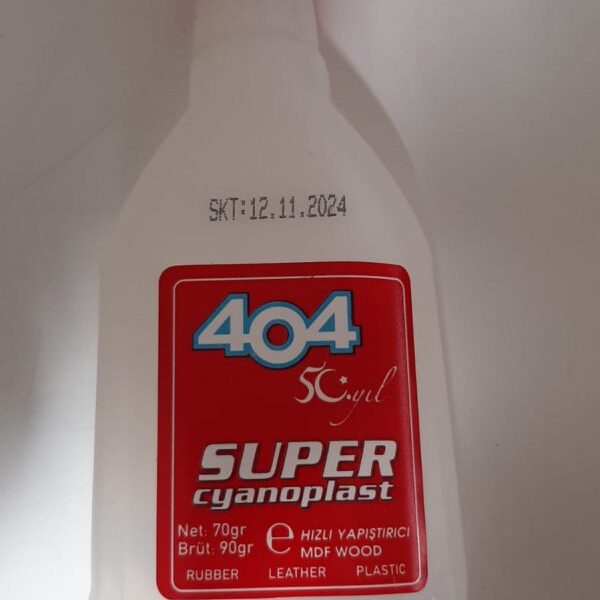 SKT:12.11.2024
404
50.yıl
SUPER
cyanoplast
Net: 70gr
Brüt: 90gr
e HIZLI YAPIŞTIRICI
MDF WOOD
RUBBER LEATHER PLASTIC